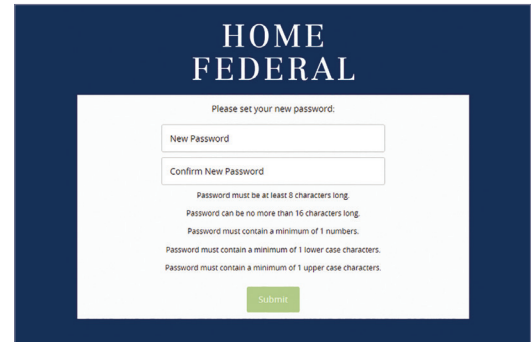 HOME
FEDERAL
Please set your new password:
New Password
Confirm New Password
Password must be at least 8 characters long.
Password can be no more than 16 characters long.
Password must contain a minimum of 1 numbers.
Password must contain a minimum of 1 lower case characters.
Password must contain a minimum of 1 upper case characters.
Submit